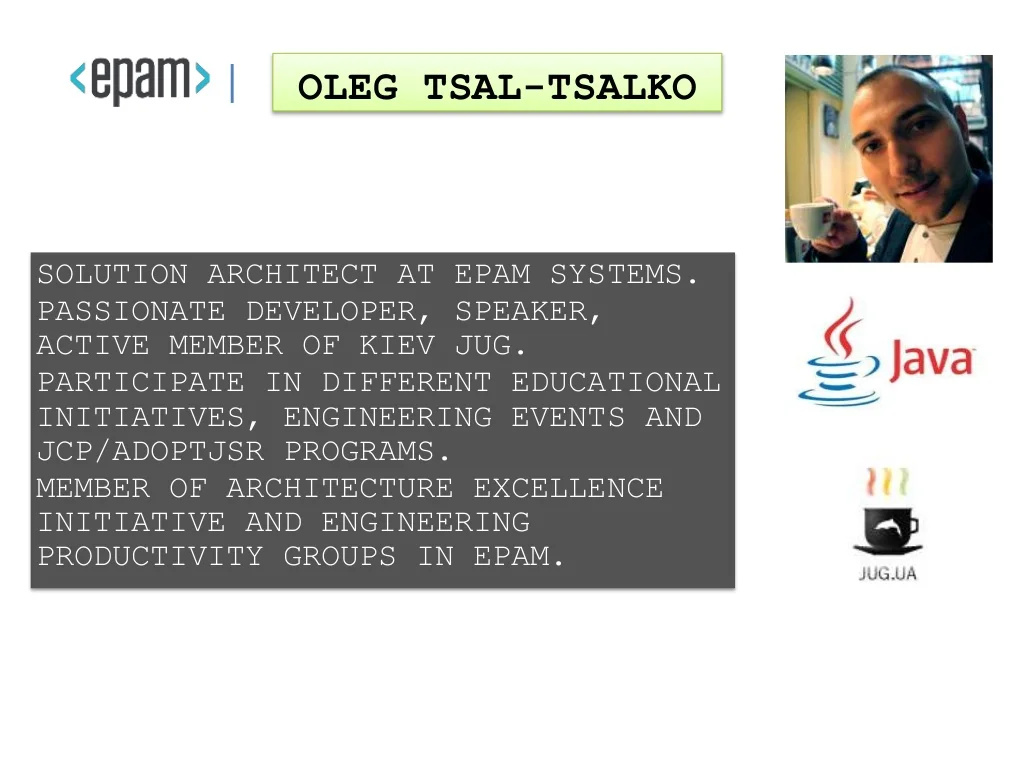 <epam> |
OLEG TSAL-TSALKO
SOLUTION ARCHITECT AT EPAM SYSTEMS.
PASSIONATE DEVELOPER, SPEAKER,
ACTIVE MEMBER OF KIEV JUG.
PARTICIPATE IN DIFFERENT EDUCATIONAL
INITIATIVES, ENGINEERING EVENTS AND
JCP/ADOPTJSR PROGRAMS.
MEMBER OF ARCHITECTURE EXCELLENCE
INITIATIVE AND ENGINEERING
PRODUCTIVITY GROUPS IN EPAM.
Java™
JUG.UA